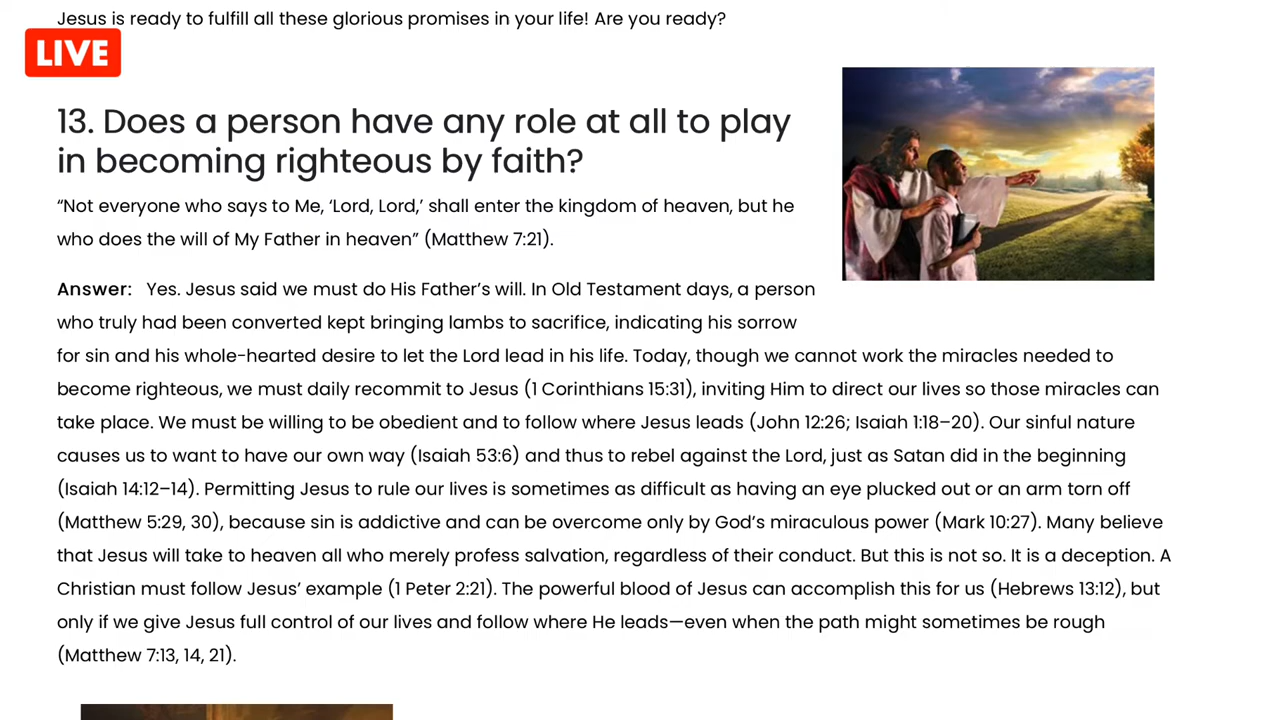 Jesus is ready to fulfill all these glorious promises in your life! Are you ready?
LIVE
13. Does a person have any role at all to play
in becoming righteous by faith?
“Not everyone who says to Me, ‘Lord, Lord,’ shall enter the kingdom of heaven, but he
who does the will of My Father in heaven” (Matthew 7:21).
Answer: Yes. Jesus said we must do His Father’s will. In Old Testament days, a person
who truly had been converted kept bringing lambs to sacrifice, indicating his sorrow
for sin and his whole-hearted desire to let the Lord lead in his life. Today, though we cannot work the miracles needed to
become righteous, we must daily recommit to Jesus (1 Corinthians 15:31), inviting Him to direct our lives so those miracles can
take place. We must be willing to be obedient and to follow where Jesus leads (John 12:26; Isaiah 1:18–20). Our sinful nature
causes us to want to have our own way (Isaiah 53:6) and thus to rebel against the Lord, just as Satan did in the beginning
(Isaiah 14:12–14). Permitting Jesus to rule our lives is sometimes as difficult as having an eye plucked out or an arm torn off
(Matthew 5:29, 30), because sin is addictive and can be overcome only by God’s miraculous power (Mark 10:27). Many believe
that Jesus will take to heaven all who merely profess salvation, regardless of their conduct. But this is not so. It is a deception. A
Christian must follow Jesus’ example (1 Peter 2:21). The powerful blood of Jesus can accomplish this for us (Hebrews 13:12), but
only if we give Jesus full control of our lives and follow where He leads—even when the path might sometimes be rough
(Matthew 7:13, 14, 21).